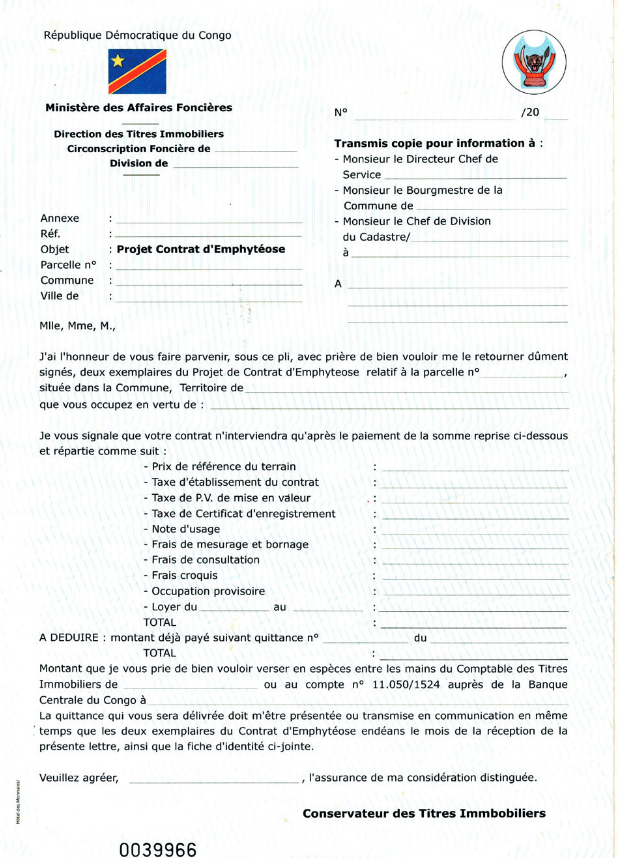 République Démocratique du Congo
Ministère des Affaires Foncières
Direction des Titres Immobiliers
Circonscription Foncière de
Division de
N° /20
Transmis copie pour information à :
- Monsieur le Directeur Chef de
Service
- Monsieur le Bourgmestre de la
Commune de
- Monsieur le Chef de Division
du Cadastre/
à
A
Annexe :
Réf. :
Objet : Projet Contrat d'Emphytéose
Parcelle n° :
Commune :
Ville de :
Mlle, Mme, M.,
J'ai l'honneur de vous faire parvenir, sous ce pli, avec prière de bien vouloir me le retourner dûment
signés, deux exemplaires du Projet de Contrat d'Emphyteose relatif à la parcelle n° ,
située dans la Commune, Territoire de
que vous occupez en vertu de :
Je vous signale que votre contrat n'interviendra qu'après le paiement de la somme reprise ci-dessous
et répartie comme suit :
- Prix de référence du terrain :
- Taxe d'établissement du contrat :
- Taxe de P.V. de mise en valeur :
- Taxe de Certificat d'enregistrement :
- Note d'usage :
- Frais de mesurage et bornage :
- Frais de consultation :
- Frais croquis :
- Occupation provisoire :
- Loyer du au :
TOTAL :
A DEDUIRE : montant déjà payé suivant quittance n° du
TOTAL :
Montant que je vous prie de bien vouloir verser en espèces entre les mains du Comptable des Titres
Immobiliers de ou au compte n° 11.050/1524 auprès de la Banque
Centrale du Congo à
La quittance qui vous sera délivrée doit m'être présentée ou transmise en communication en même
temps que les deux exemplaires du Contrat d'Emphytéose endéans le mois de la réception de la
présente lettre, ainsi que la fiche d'identité ci-jointe.
Veuillez agréer, , l'assurance de ma considération distinguée.
Conservateur des Titres Immbobiliers
Hôtel des Monnaies/
0039966